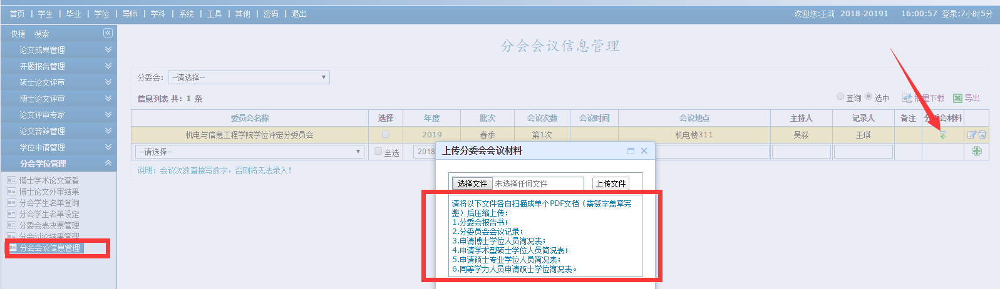 首页 | 学生 | 毕业 | 学位 | 导师 | 学科 | 系统 | 工具 | 其他 | 密码 | 退出
欢迎您:王莉 2018-20191 16:00:57 登录:7小时5分
快捷 搜索
论文成果管理
开题报告管理
硕士论文评审
博士论文评审
论文评审专家
论文答辩管理
学位申请管理
分会学位管理
博士学术论文查看
博士论文外审结果
分会学生名单查询
分会学生名单设定
分委会表决票管理
分会讨论结果管理
分会会议信息管理
分会会议信息管理
分委会： --请选择--
信息列表 共：1 条
查询 选中 批量下载 导出
委员会名称 选择 年度 批次 会议次数 会议时间 会议地点 主持人 记录人 备注 分委会材料
机电与信息工程学院学位评定分委员会 2019 春季 第1次 机电楼311 吴淼 王瑛
--请选择-- 全选 2018
说明：会议次数直接写数字，否则将无法录入！
上传分委会会议材料
选择文件 未选择任何文件 上传文件
请将以下文件各自扫描成单个PDF文档（需签字盖章完
整）后压缩上传：
1.分委会报告书；
2.分委员会会议记录；
3.申请博士学位人员简况表；
4.申请学术型硕士学位人员简况表；
5.申请硕士专业学位人员简况表；
6.同等学力人员申请硕士学位简况表。